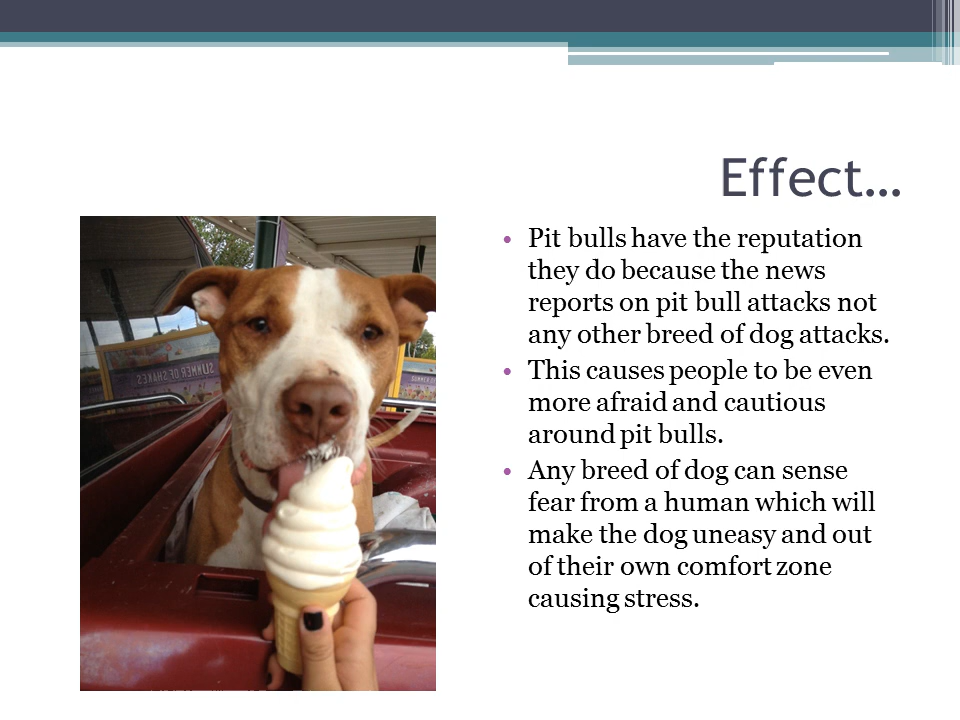 Effect…
• Pit bulls have the reputation
they do because the news
reports on pit bull attacks not
any other breed of dog attacks.
• This causes people to be even
more afraid and cautious
around pit bulls.
• Any breed of dog can sense
fear from a human which will
make the dog uneasy and out
of their own comfort zone
causing stress.
SUMMER OF SHAKES